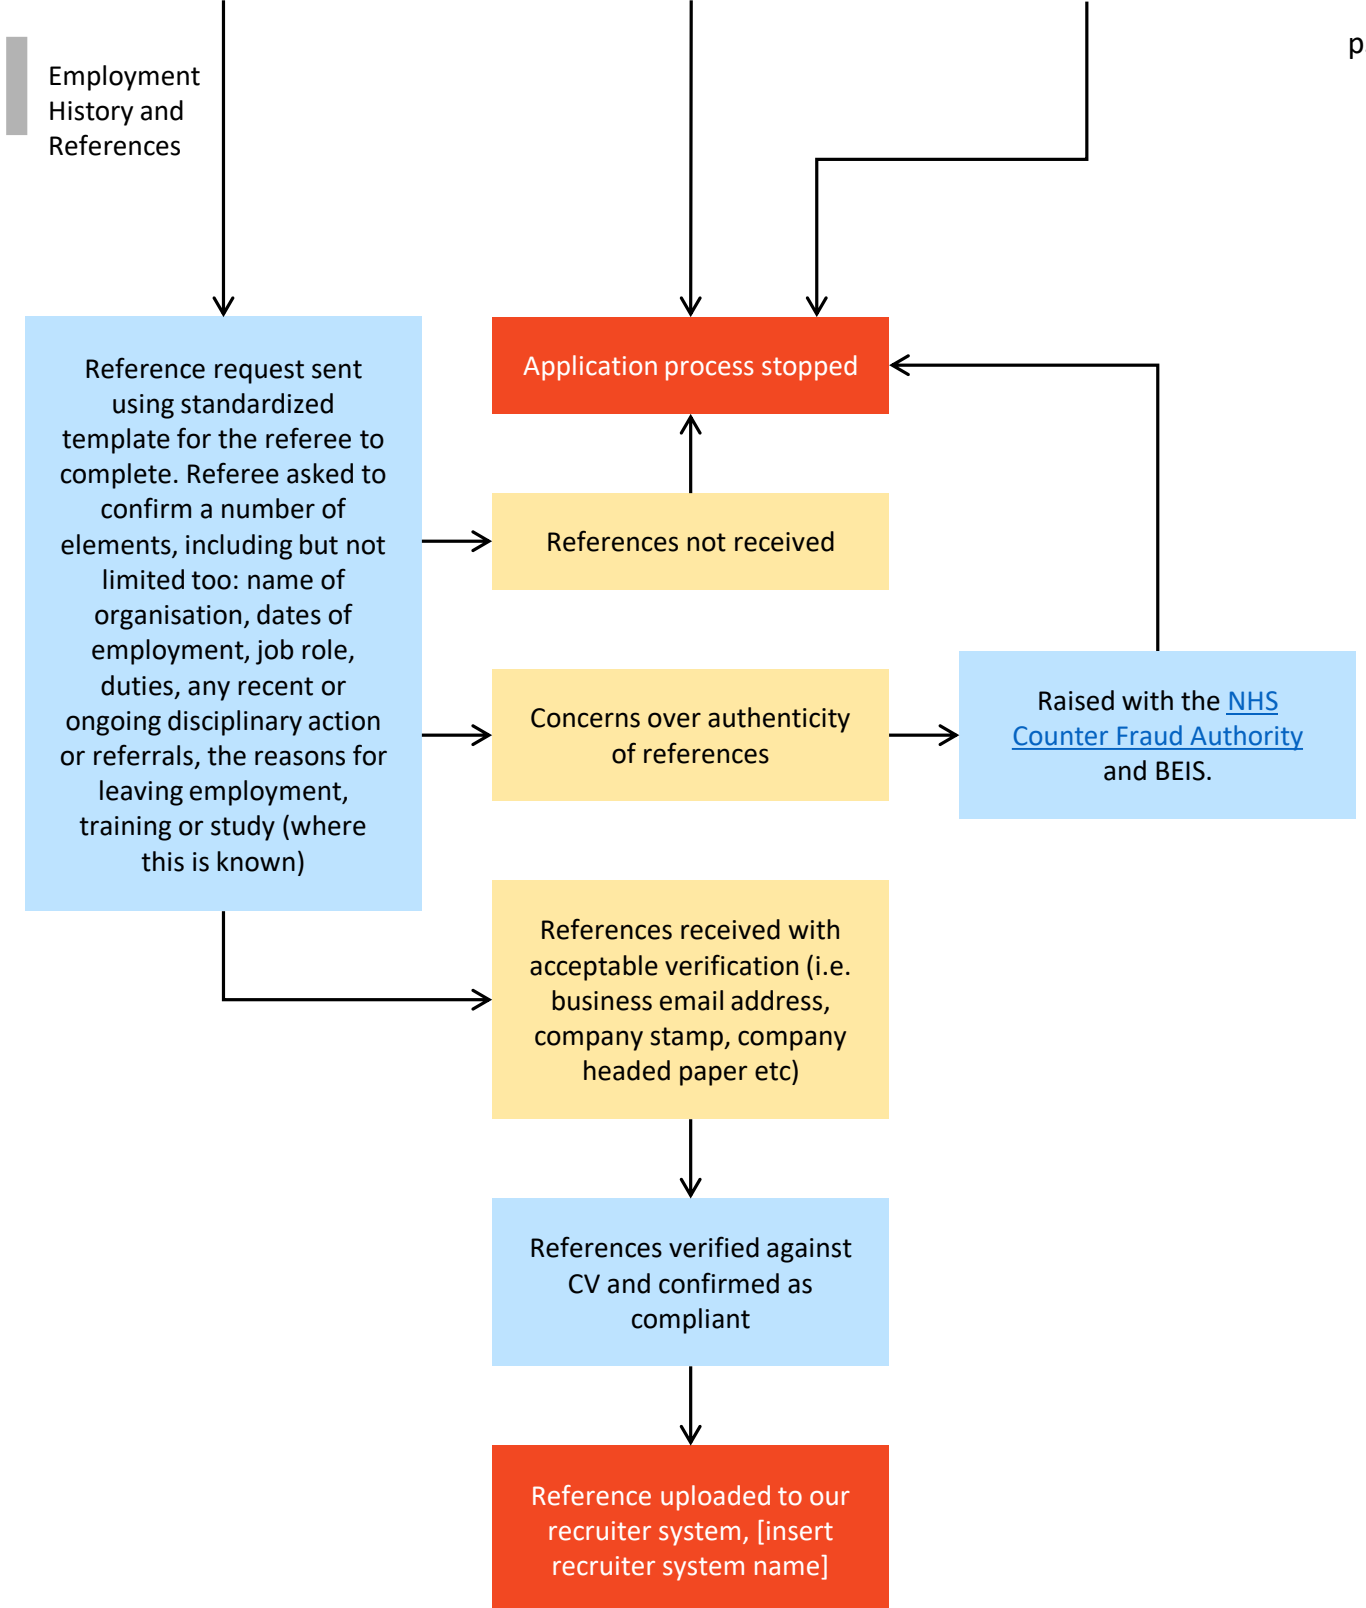 p
Employment
History and
References
Application process stopped
Reference request sent
using standardized
template for the referee to
complete. Referee asked to
confirm a number of
elements, including but not
limited too: name of
organisation, dates of
employment, job role,
duties, any recent or
ongoing disciplinary action
or referrals, the reasons for
leaving employment,
training or study (where
this is known)
References not received
Concerns over authenticity
of references
Raised with the NHS
Counter Fraud Authority
and BEIS.
References received with
acceptable verification (i.e.
business email address,
company stamp, company
headed paper etc)
References verified against
CV and confirmed as
compliant
Reference uploaded to our
recruiter system, [insert
recruiter system name]